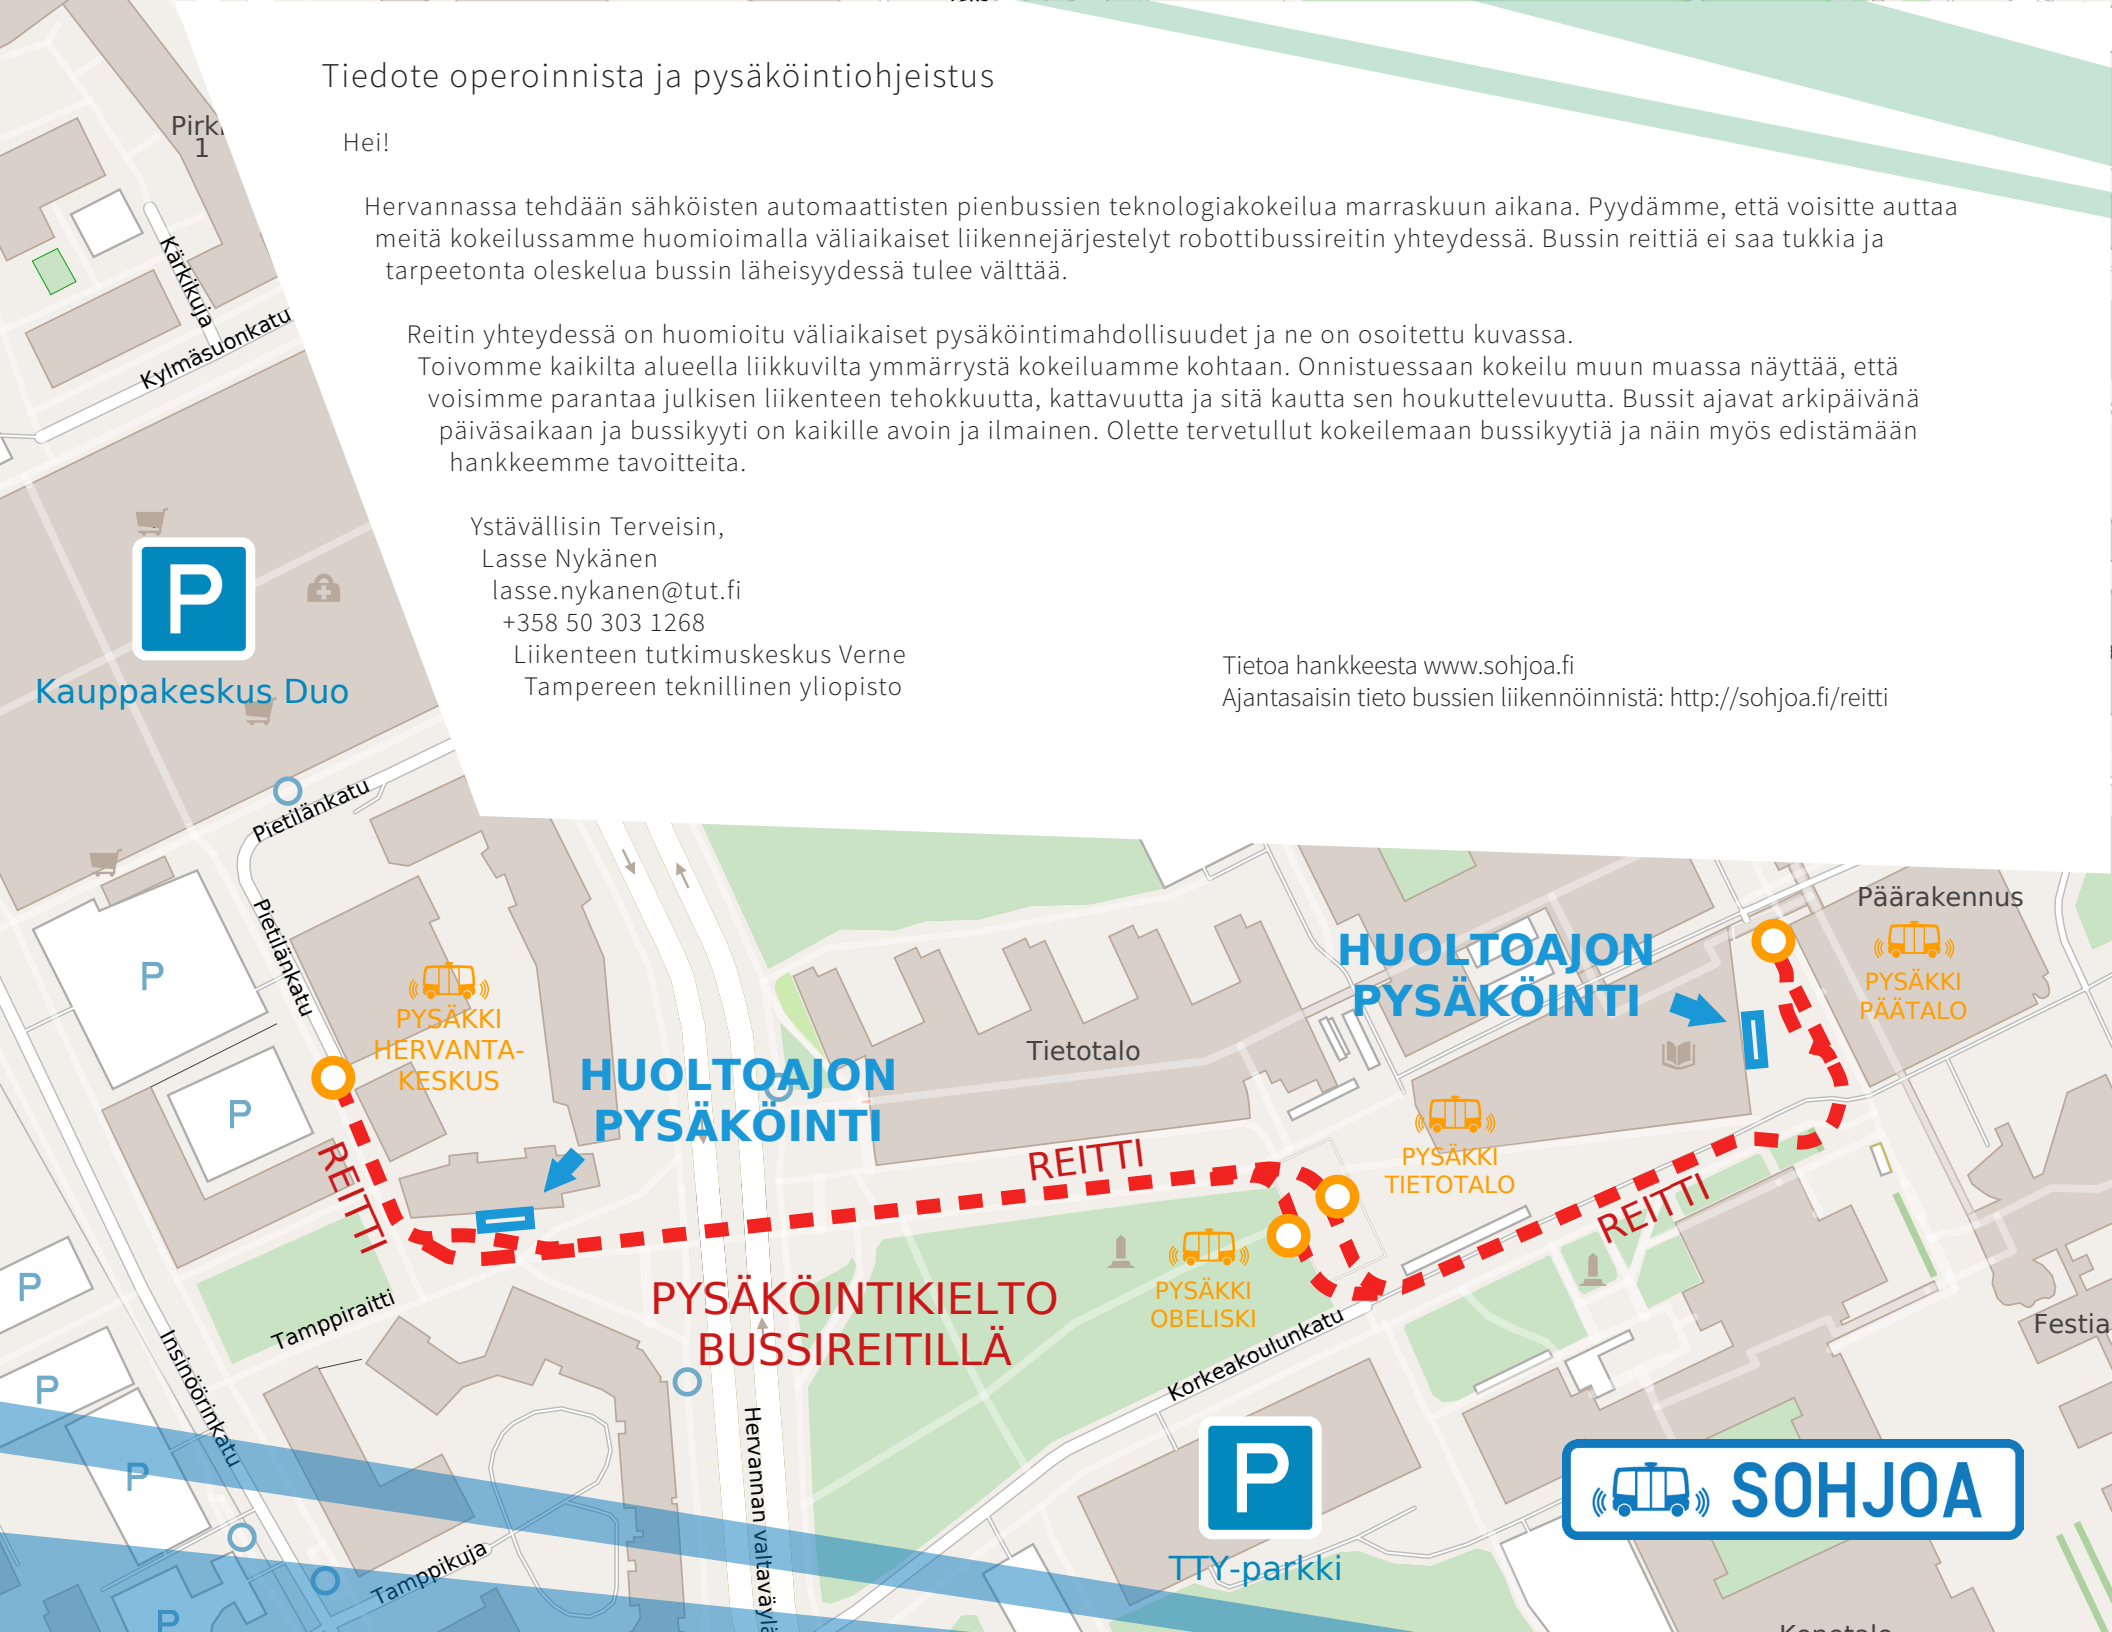 Tiedote operoinnista ja pysäköintiohjeistus
Hei!
Hervannassa tehdään sähköisten automaattisten pienbussien teknologiakokeilua marraskuun aikana. Pyydämme, että voisitte auttaa
meitä kokeilussamme huomioimalla väliaikaiset liikennejärjestelyt robottibussireitin yhteydessä. Bussin reittiä ei saa tukkia ja
tarpeetonta oleskelua bussin läheisyydessä tulee välttää.
Reitin yhteydessä on huomioitu väliaikaiset pysäköintimahdollisuudet ja ne on osoitettu kuvassa.
Toivomme kaikilta alueella liikkuvilta ymmärrystä kokeiluamme kohtaan. Onnistuessaan kokeilu muun muassa näyttää, että
voisimme parantaa julkisen liikenteen tehokkuutta, kattavuutta ja sitä kautta sen houkuttelevuutta. Bussit ajavat arkipäivänä
päiväsaikaan ja bussikyyti on kaikille avoin ja ilmainen. Olette tervetullut kokeilemaan bussikyytiä ja näin myös edistämään
hankkeemme tavoitteita.
Ystävällisin Terveisin,
Lasse Nykänen
lasse.nykanen@tut.fi
+358 50 303 1268
Liikenteen tutkimuskeskus Verne
Tampereen teknillinen yliopisto
Tietoa hankkeesta www.sohjoa.fi
Ajantasaisin tieto bussien liikennöinnistä: http://sohjoa.fi/reitti
1
Kärkikuja
Kylmäsuonkatu
P
Kauppakeskus Duo
Pietilänkatu
Pietilänkatu
P
P
PYSÄKKI
HERVANTA-
KESKUS
HUOLTOAJON
PYSÄKÖINTI
Tietotalo
HUOLTOAJON
PYSÄKÖINTI
Päärakennus
PYSÄKKI
PÄÄTALO
PYSÄKKI
TIETOTALO
REITTI
REITTI
REITTI
PYSÄKKI
OBELISKI
PYSÄKÖINTIKIELTO
BUSSIREITILLÄ
Tamppiraitti
Insinöörinkatu
P
P
P
P
Tamppikuja
Hervannan valtaväylä
Korkeakoulunkatu
Festia
P
TTY-parkki
SOHJOA